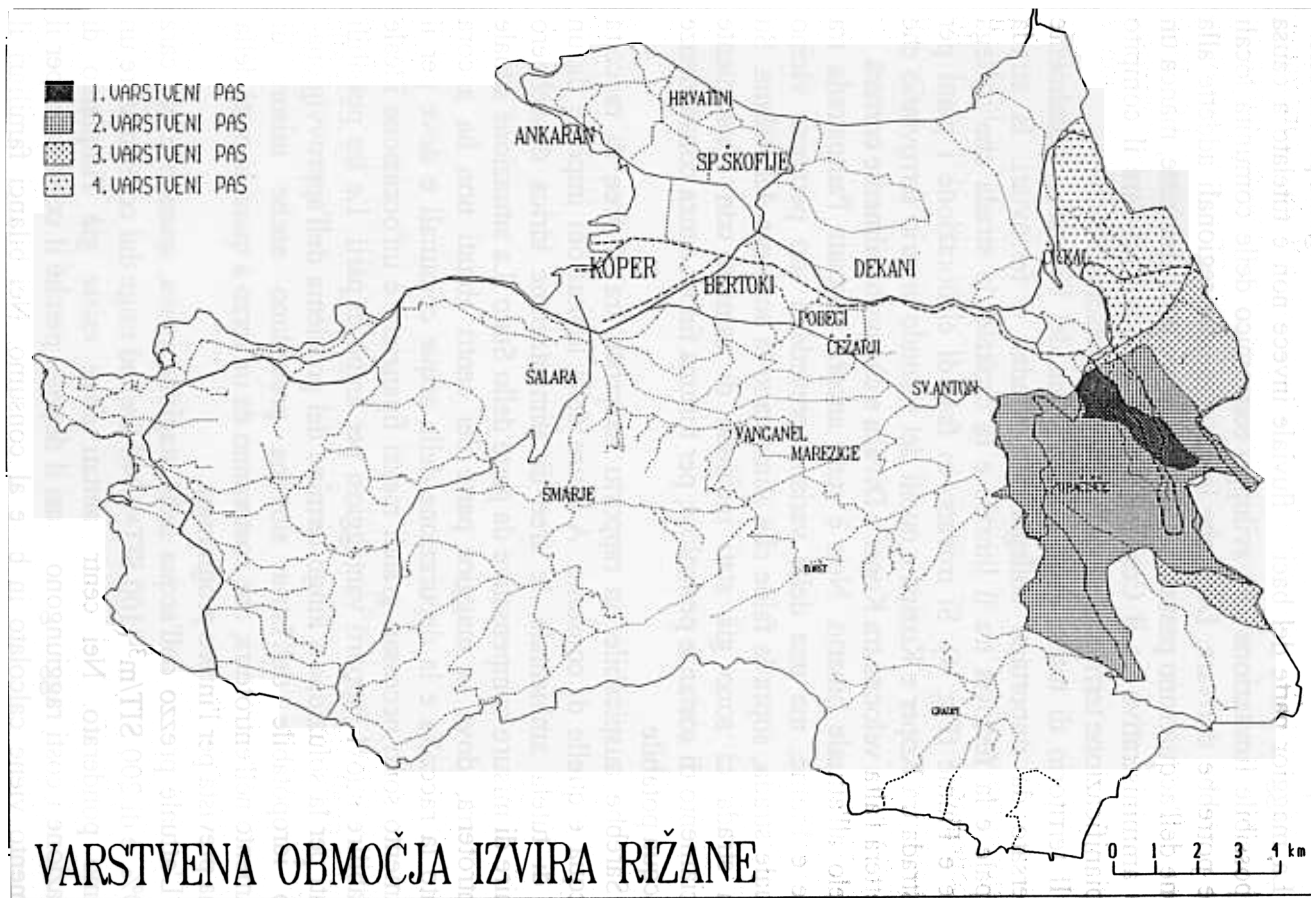 1. VARSTVENI PAS
2. VARSTVENI PAS
3. VARSTVENI PAS
4. VARSTVENI PAS
HRVATINI
ANKARAN
SP.ŠKOFIJE
KOPER
BERTOKI
DEKANI
POBEGI
ČEŽARJI
ŠALARA
SV.ANTON
VANGANEL
MAREZIGE
ŠMARJE
GRADIN
0 1 2 3 4 km
VARSTVENA OBMOČJA IZVIRA RIŽANE